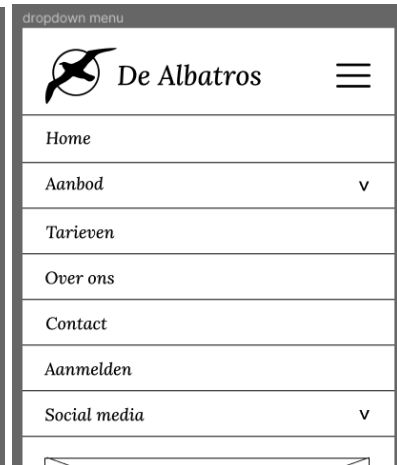 dropdown menu
De Albatros
Home
Aanbod v
Tarieven
Over ons
Contact
Aanmelden
Social media v